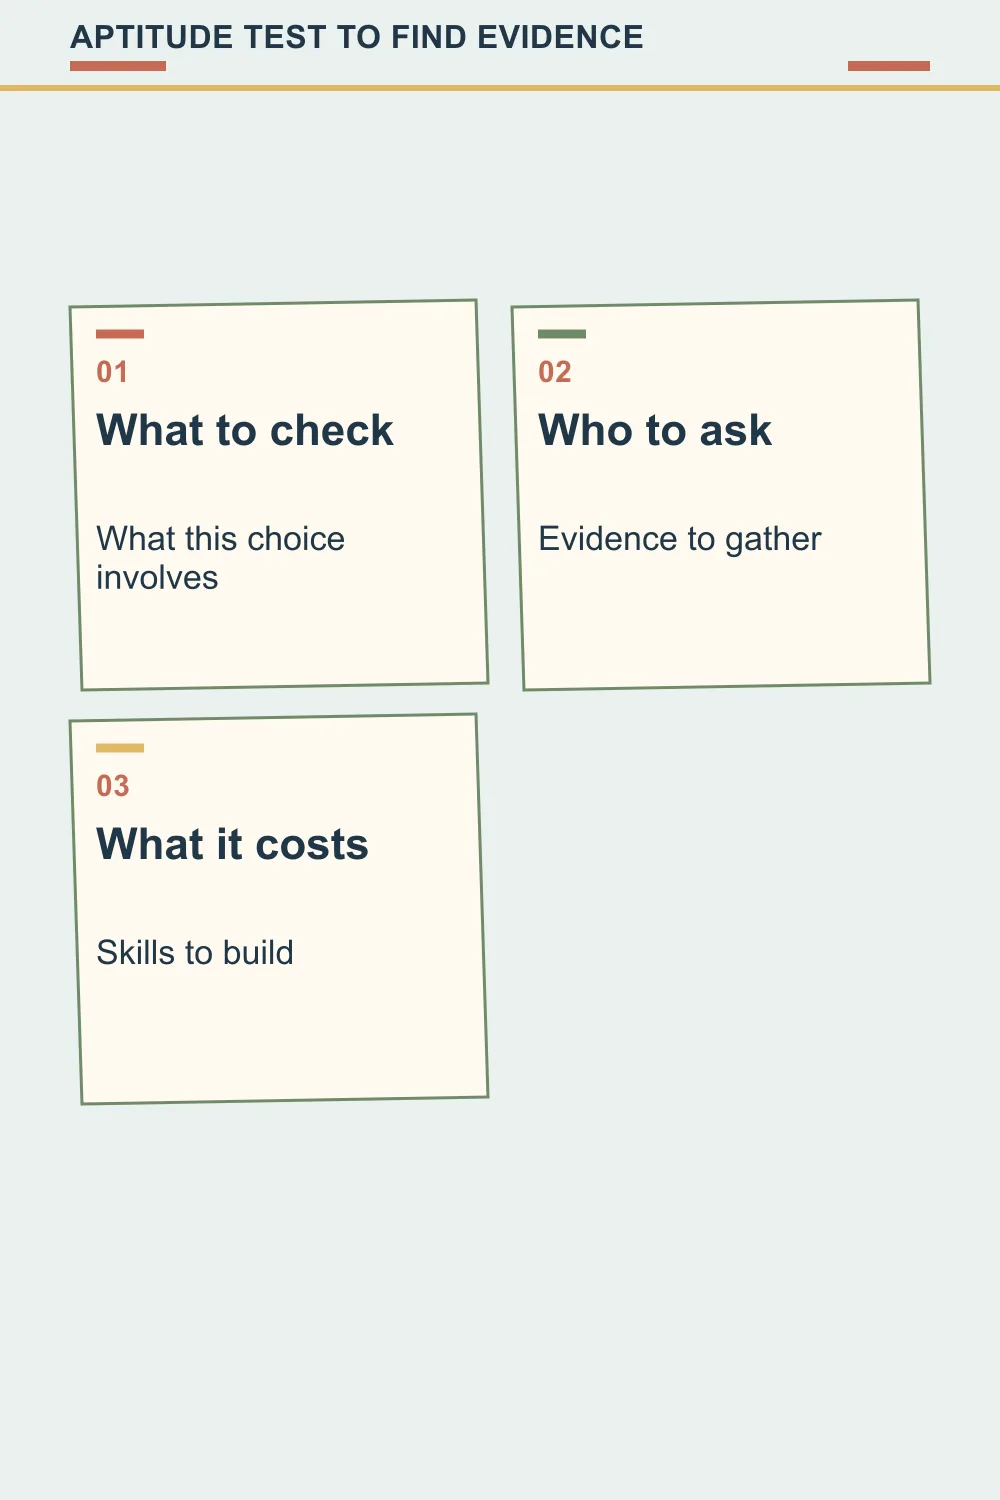 APTITUDE TEST TO FIND EVIDENCE
01
What to check
What this choice
involves
02
Who to ask
Evidence to gather
03
What it costs
Skills to build